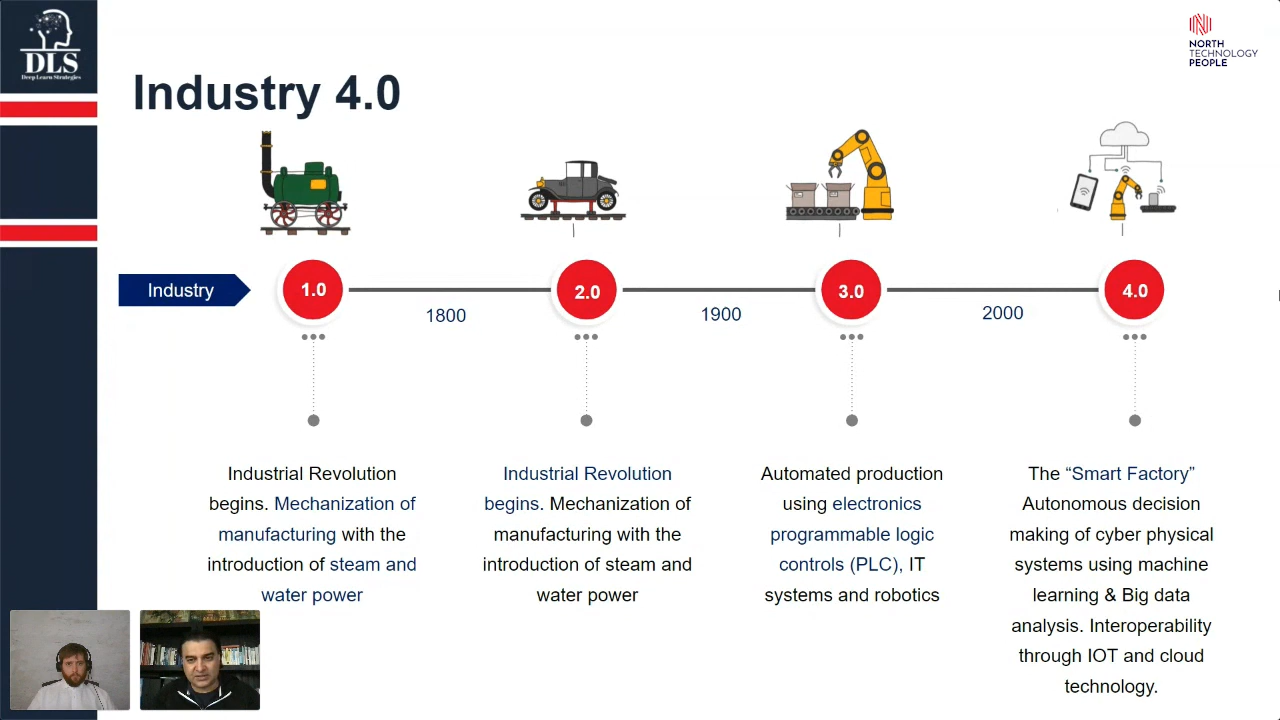 DLS
Deep Learn Strategies
NORTH
TECHNOLOGY
PEOPLE
Industry 4.0
Industry
1.0
2.0
3.0
4.0
1800
1900
2000
Industrial Revolution
begins. Mechanization of
manufacturing with the
introduction of steam and
water power
Industrial Revolution
begins. Mechanization of
manufacturing with the
introduction of steam and
water power
Automated production
using electronics
programmable logic
controls (PLC), IT
systems and robotics
The “Smart Factory”
Autonomous decision
making of cyber physical
systems using machine
learning & Big data
analysis. Interoperability
through IOT and cloud
technology.